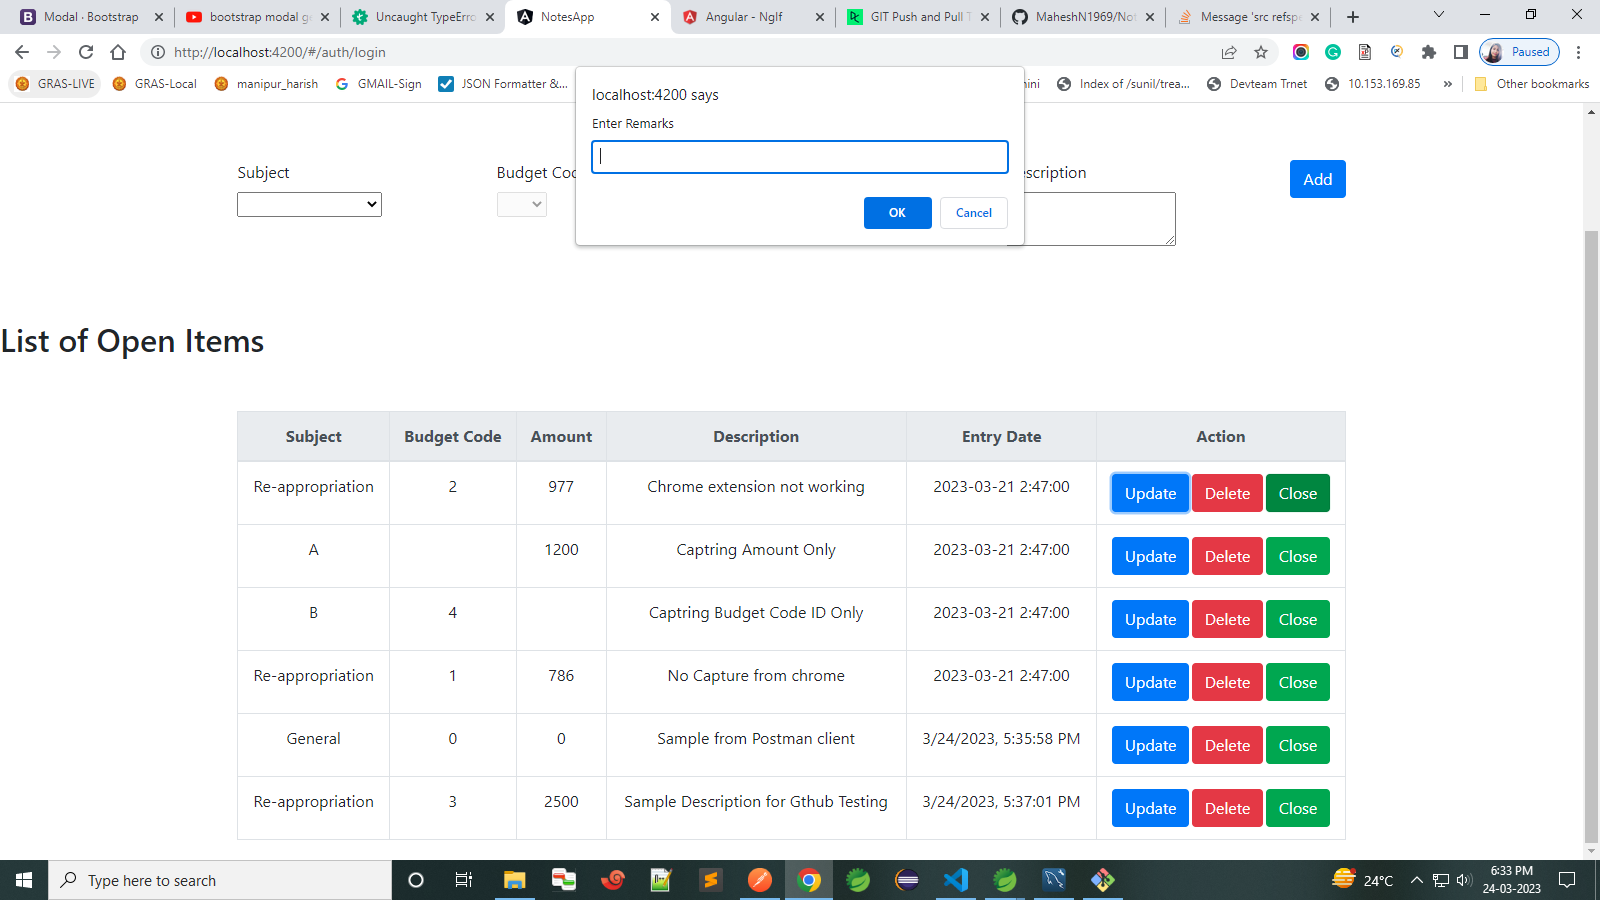 Modal · Bootstrap
bootstrap modal ge
Uncaught TypeErro
NotesApp
Angular - NgIf
GIT Push and Pull T
MaheshN1969/Not
Message 'src refspe
http://localhost:4200/#/auth/login
Paused
GRAS-LIVE
GRAS-Local
manipur_harish
GMAIL-Sign
JSON Formatter &...
nini
Index of /sunil/trea...
Devteam Trnet
10.153.169.85
»
Other bookmarks
localhost:4200 says
Enter Remarks
OK
Cancel
Subject
Budget Cod
escription
Add
List of Open Items
Subject Budget Code Amount Description Entry Date Action
Re-appropriation 2 977 Chrome extension not working 2023-03-21 2:47:00 Update Delete Close
A 1200 Captring Amount Only 2023-03-21 2:47:00 Update Delete Close
B 4 Captring Budget Code ID Only 2023-03-21 2:47:00 Update Delete Close
Re-appropriation 1 786 No Capture from chrome 2023-03-21 2:47:00 Update Delete Close
General 0 0 Sample from Postman client 3/24/2023, 5:35:58 PM Update Delete Close
Re-appropriation 3 2500 Sample Description for Gthub Testing 3/24/2023, 5:37:01 PM Update Delete Close
Type here to search
24°C
6:33 PM
24-03-2023